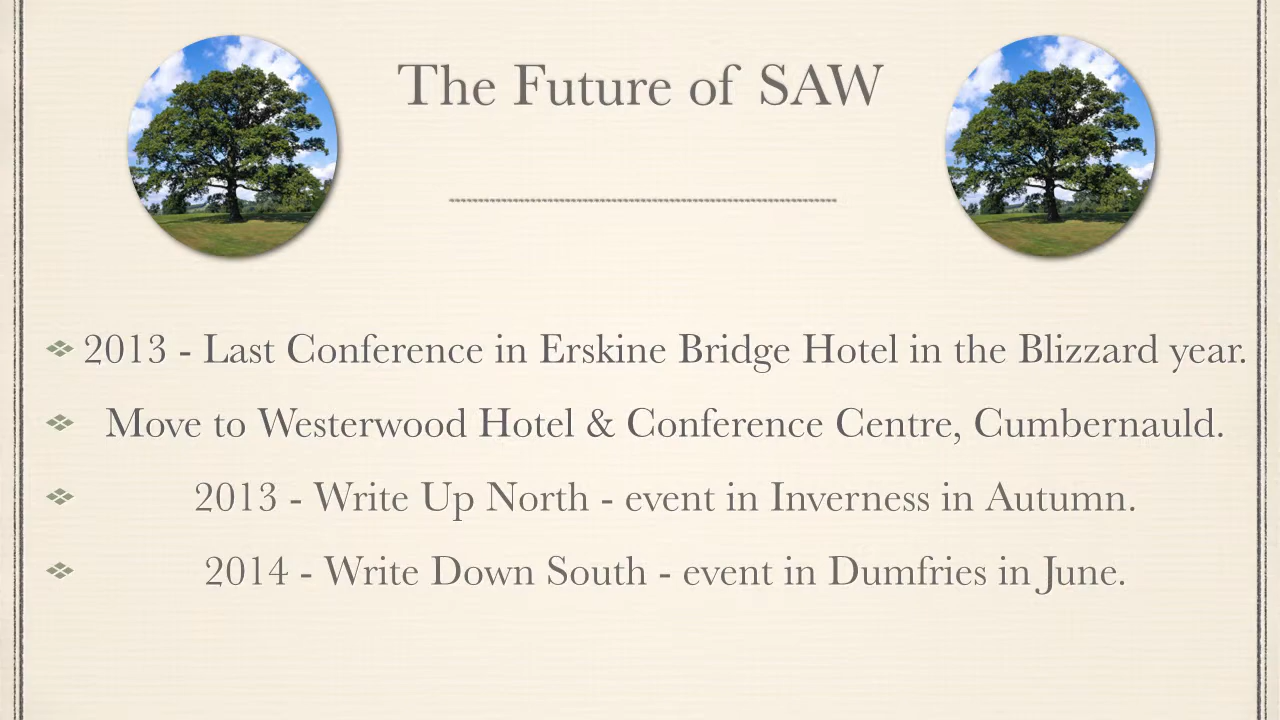 The Future of SAW
2013 - Last Conference in Erskine Bridge Hotel in the Blizzard year.
Move to Westerwood Hotel & Conference Centre, Cumbernauld.
2013 - Write Up North - event in Inverness in Autumn.
2014 - Write Down South - event in Dumfries in June.